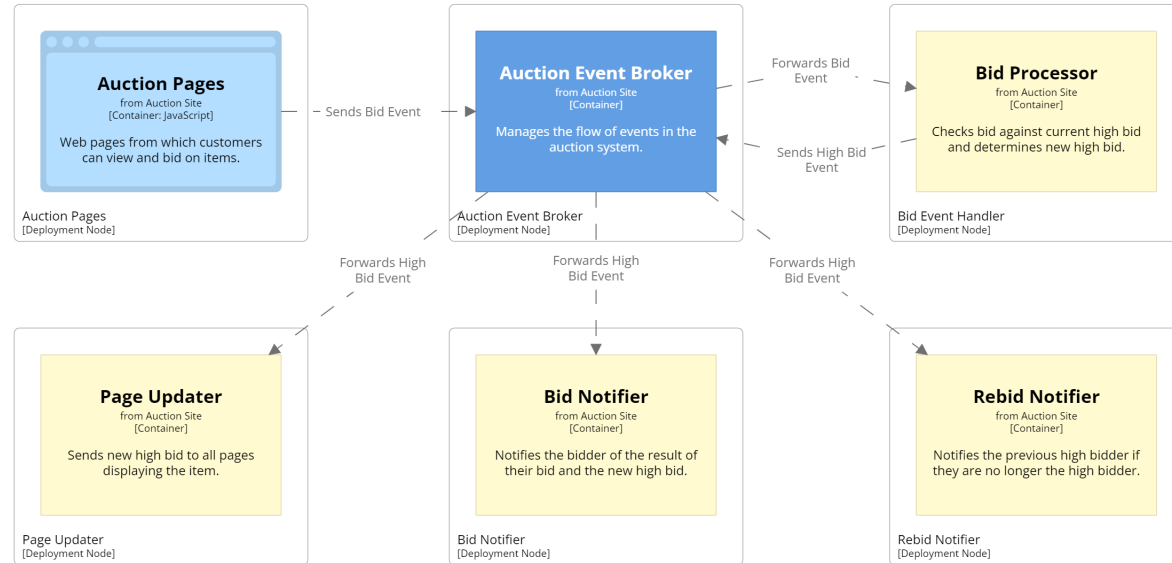 Auction Pages
from Auction Site
[Container: JavaScript]
Web pages from which customers
can view and bid on items.
Auction Pages
[Deployment Node]
Sends Bid Event
Auction Event Broker
from Auction Site
[Container]
Manages the flow of events in the
auction system.
Auction Event Broker
[Deployment Node]
Forwards Bid
Event
Sends High Bid
Event
Bid Processor
from Auction Site
[Container]
Checks bid against current high bid
and determines new high bid.
Bid Event Handler
[Deployment Node]
Forwards High
Bid Event
Forwards High
Bid Event
Forwards High
Bid Event
Page Updater
from Auction Site
[Container]
Sends new high bid to all pages
displaying the item.
Page Updater
[Deployment Node]
Bid Notifier
from Auction Site
[Container]
Notifies the bidder of the result of
their bid and the new high bid.
Bid Notifier
[Deployment Node]
Rebid Notifier
from Auction Site
[Container]
Notifies the previous high bidder if
they are no longer the high bidder.
Rebid Notifier
[Deployment Node]